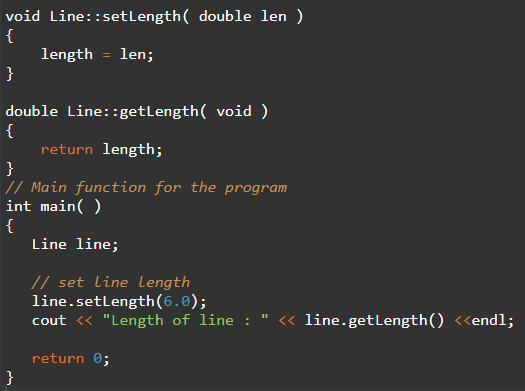 void Line::setLength( double len )
{
    length = len;
}

double Line::getLength( void )
{
    return length;
}
// Main function for the program
int main( )
{
   Line line;

   // set line length
   line.setLength(6.0);
   cout << "Length of line : " << line.getLength() <<endl;

   return 0;
}